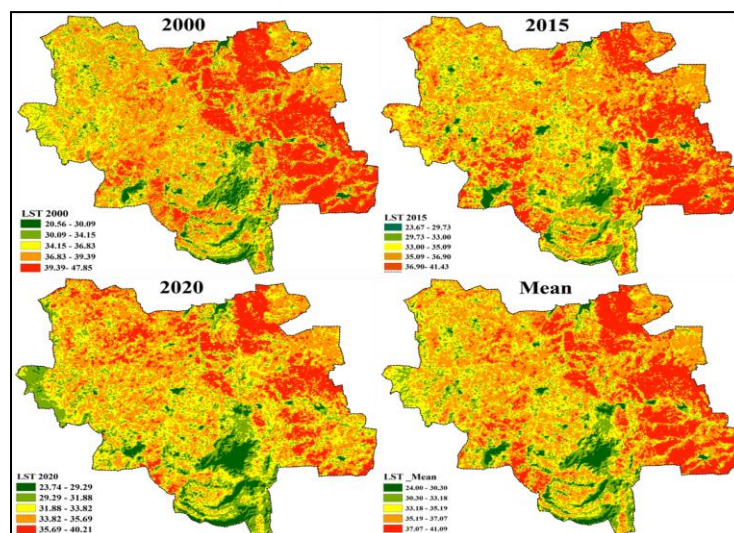 2000
LST 2000
20.56 - 30.09
30.09 - 34.15
34.15 - 36.83
36.83 - 39.39
39.39- 47.85
2015
LST 2015
23.67 - 29.73
29.73 - 33.00
33.00 - 35.09
35.09 - 36.90
36.90- 41.43
2020
LST 2020
23.74 - 29.29
29.29 - 31.88
31.88 - 33.82
33.82 - 35.69
35.69 - 40.21
Mean
LST _Mean
24.00 - 30.30
30.30 - 33.18
33.18 - 35.19
35.19 - 37.07
37.07 - 41.09